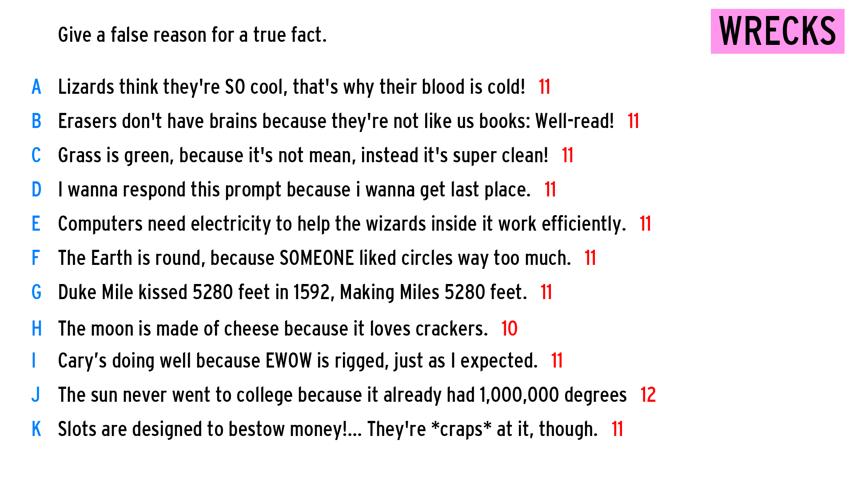 Give a false reason for a true fact.
WRECKS
A Lizards think they're SO cool, that's why their blood is cold! 11
B Erasers don't have brains because they're not like us books: Well-read! 11
C Grass is green, because it's not mean, instead it's super clean! 11
D I wanna respond this prompt because i wanna get last place. 11
E Computers need electricity to help the wizards inside it work efficiently. 11
F The Earth is round, because SOMEONE liked circles way too much. 11
G Duke Mile kissed 5280 feet in 1592, Making Miles 5280 feet. 11
H The moon is made of cheese because it loves crackers. 10
I Cary’s doing well because EWOW is rigged, just as I expected. 11
J The sun never went to college because it already had 1,000,000 degrees 12
K Slots are designed to bestow money!... They're *craps* at it, though. 11